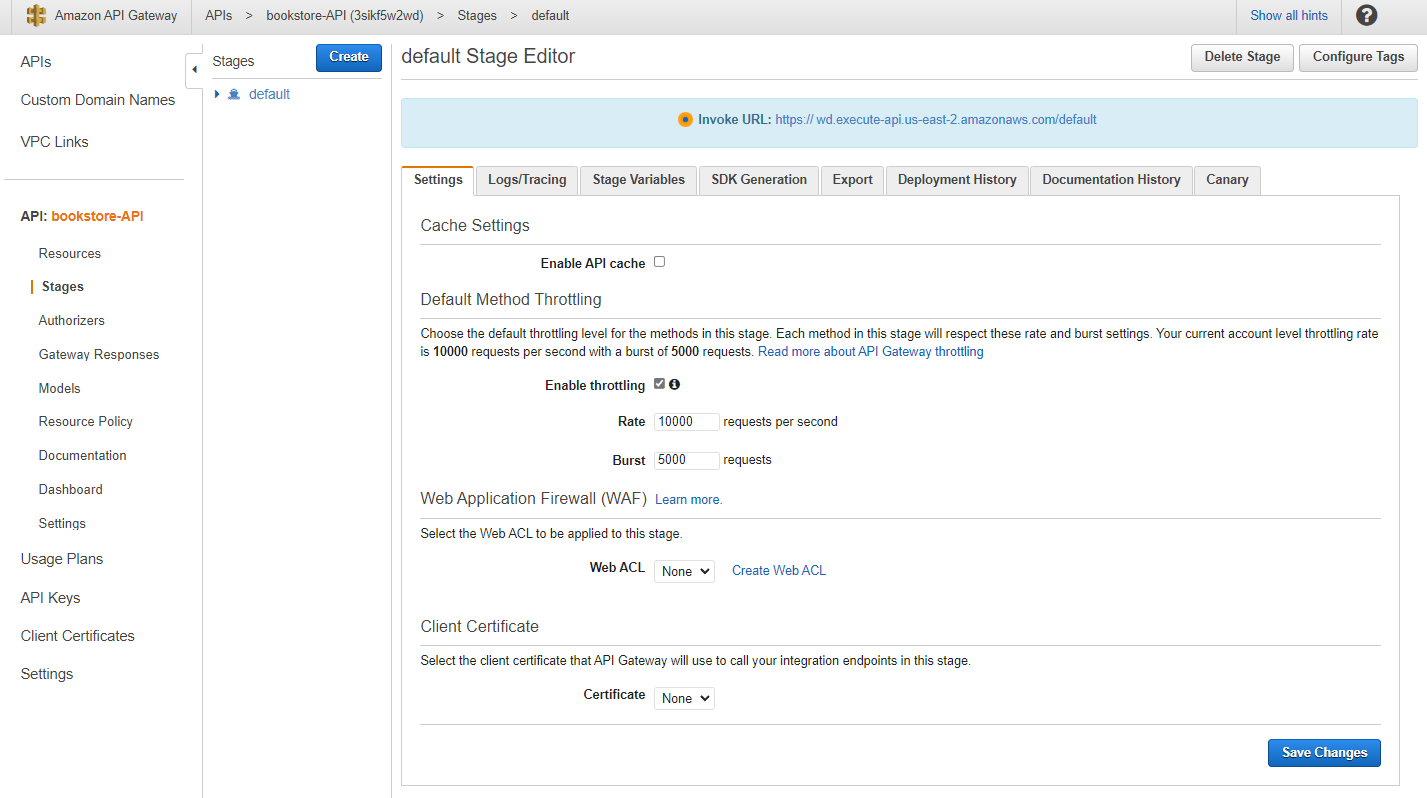 Amazon API Gateway APIs > bookstore-API (3sikf5w2wd) > Stages > default Show all hints ?
APIs
Custom Domain Names
VPC Links
API: bookstore-API
Resources
Stages
Authorizers
Gateway Responses
Models
Resource Policy
Documentation
Dashboard
Settings
Usage Plans
API Keys
Client Certificates
Settings
Stages Create
default
default Stage Editor Delete Stage Configure Tags
Invoke URL: https:// wd.execute-api.us-east-2.amazonaws.com/default
Settings Logs/Tracing Stage Variables SDK Generation Export Deployment History Documentation History Canary
Cache Settings
Enable API cache
Default Method Throttling
Choose the default throttling level for the methods in this stage. Each method in this stage will respect these rate and burst settings. Your current account level throttling rate
is 10000 requests per second with a burst of 5000 requests. Read more about API Gateway throttling
Enable throttling
Rate 10000 requests per second
Burst 5000 requests
Web Application Firewall (WAF) Learn more.
Select the Web ACL to be applied to this stage.
Web ACL None Create Web ACL
Client Certificate
Select the client certificate that API Gateway will use to call your integration endpoints in this stage.
Certificate None
Save Changes